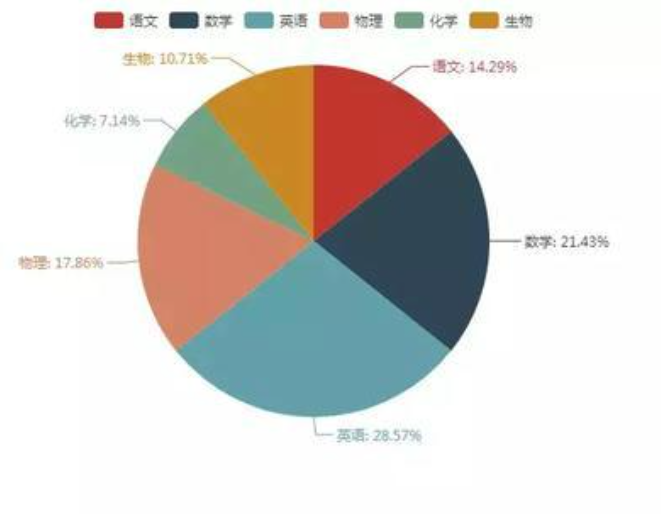 语文 数学 英语 物理 化学 生物
生物: 10.71%
语文: 14.29%
化学: 7.14%
数学: 21.43%
物理: 17.86%
英语: 28.57%